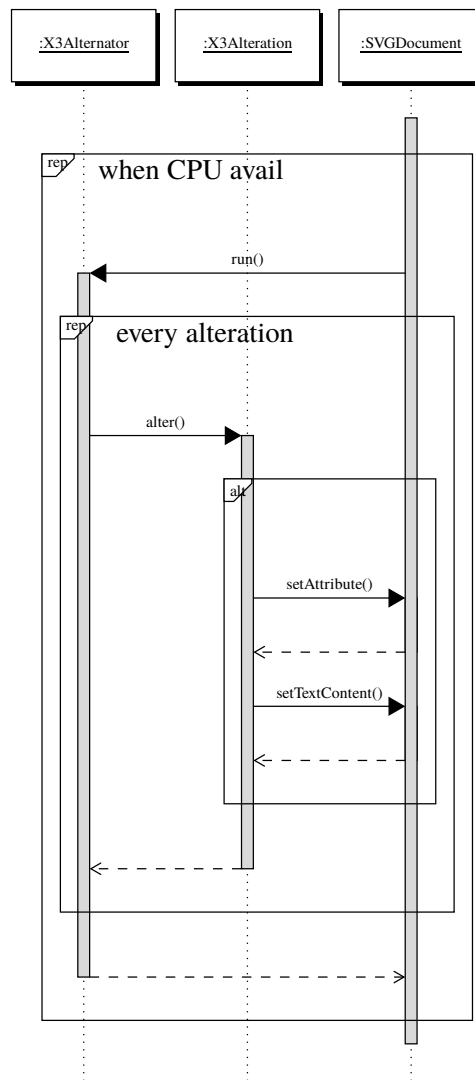 :X3Alternator
:X3Alteration
:SVGDocument
rep
when CPU avail
run()
rep
every alteration
alter()
alt
setAttribute()
setTextContent()